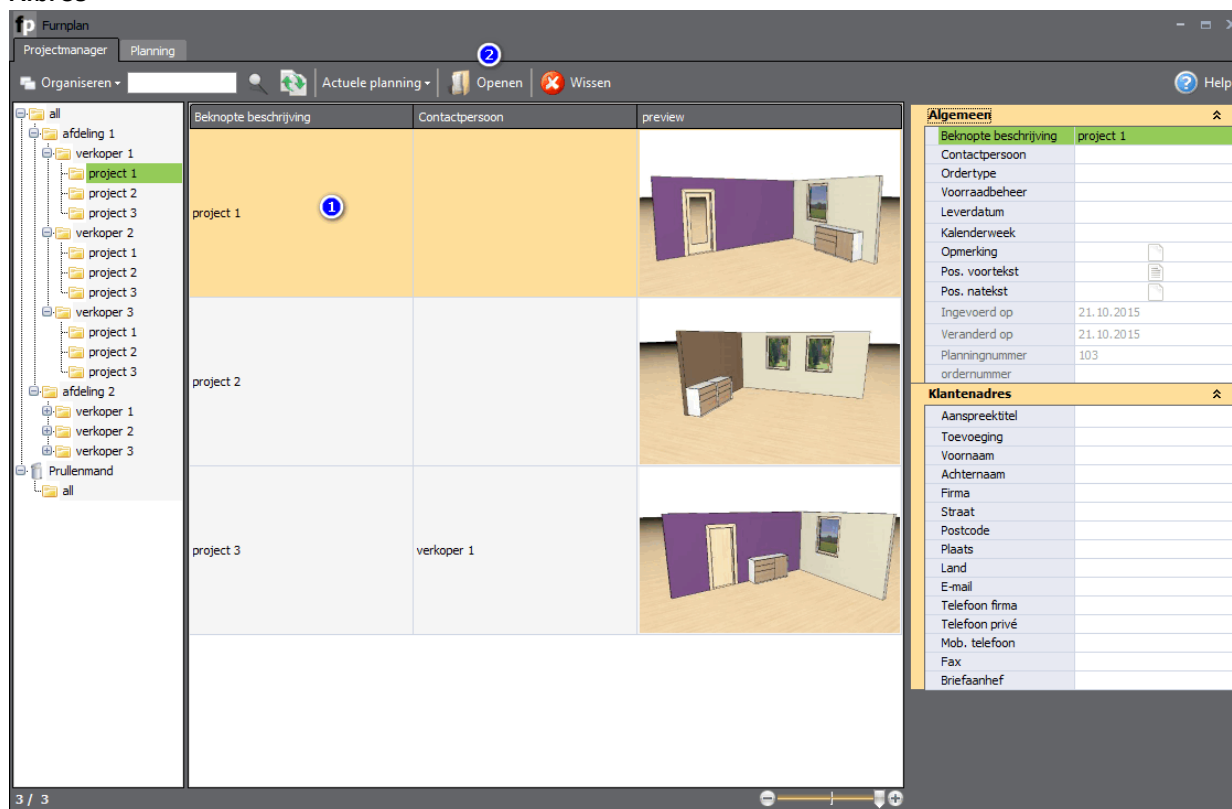 fp Furnplan
Projectmanager Planning
2
Organiseren Actuele planning Openen Wissen Help
all
afdeling 1
verkoper 1
project 1
project 2
project 3
verkoper 2
project 1
project 2
project 3
verkoper 3
project 1
project 2
project 3
afdeling 2
verkoper 1
verkoper 2
verkoper 3
Prullenmand
all
Beknopte beschrijving Contactpersoon preview
project 1 1
project 2
project 3 verkoper 1
Algemeen
Beknopte beschrijving project 1
Contactpersoon
Ordertype
Voorraadbeheer
Leverdatum
Kalenderweek
Opmerking
Pos. voortekst
Pos. natekst
Ingevoerd op 21.10.2015
Veranderd op 21.10.2015
Planningnummer 103
ordernummer
Klantenadres
Aanspreektitel
Toevoeging
Voornaam
Achternaam
Firma
Straat
Postcode
Plaats
Land
E-mail
Telefoon firma
Telefoon privé
Mob. telefoon
Fax
Briefaanhef
3 / 3